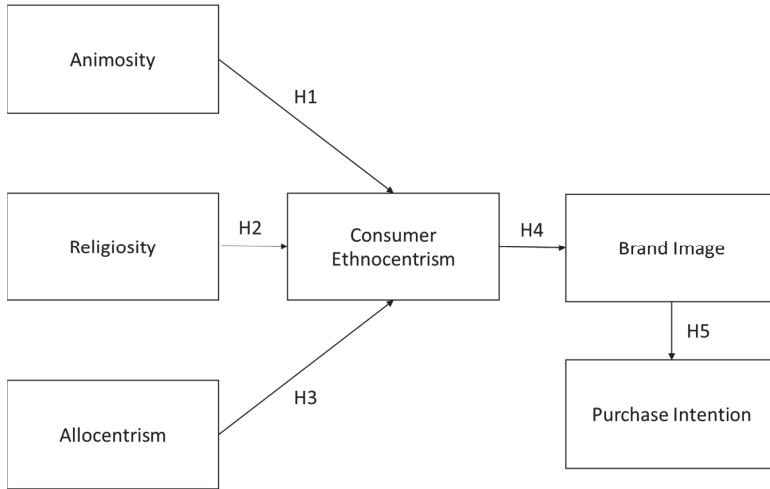 Animosity
H1
Religiosity
H2
Consumer
Ethnocentrism
H4
Brand Image
H5
Allocentrism
H3
Purchase Intention